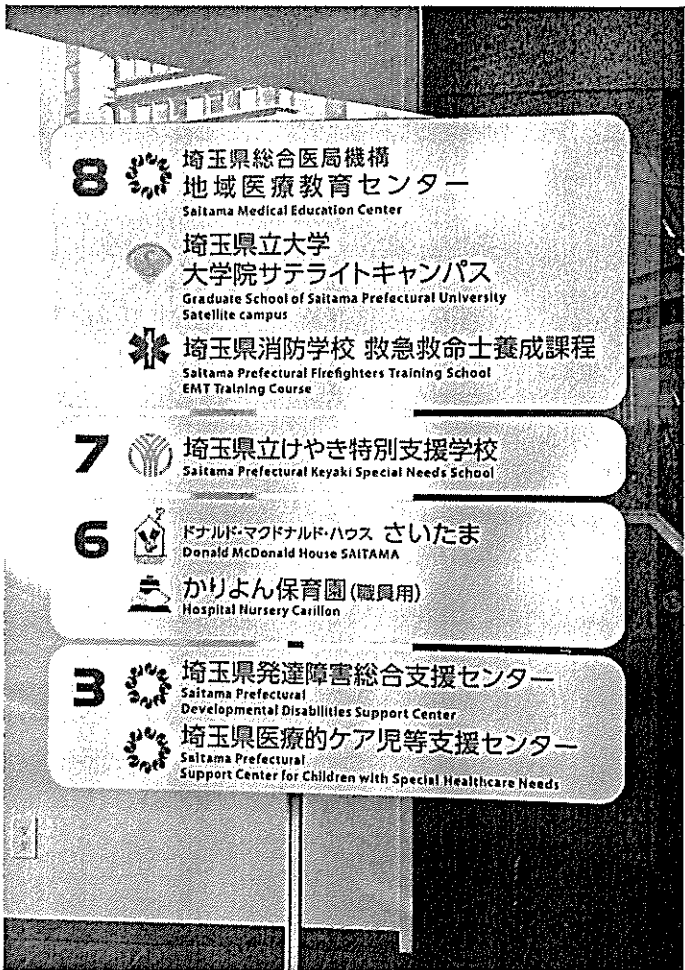 8
埼玉県総合医局機構
地域医療教育センター
Saitama Medical Education Center
埼玉県立大学
大学院サテライトキャンパス
Graduate School of Saitama Prefectural University
Satellite campus
埼玉県消防学校 救急救命士養成課程
Saitama Prefectural Firefighters Training School
EMT Training Course
7
埼玉県立けやき特別支援学校
Saitama Prefectural Keyaki Special Needs School
6
ドナルド・マクドナルド・ハウス さいたま
Donald McDonald House SAITAMA
かりよん保育園(職員用)
Hospital Nursery Carillon
3
埼玉県発達障害総合支援センター
Saitama Prefectural
Developmental Disabilities Support Center
埼玉県医療的ケア児等支援センター
Saitama Prefectural
Support Center for Children with Special Healthcare Needs